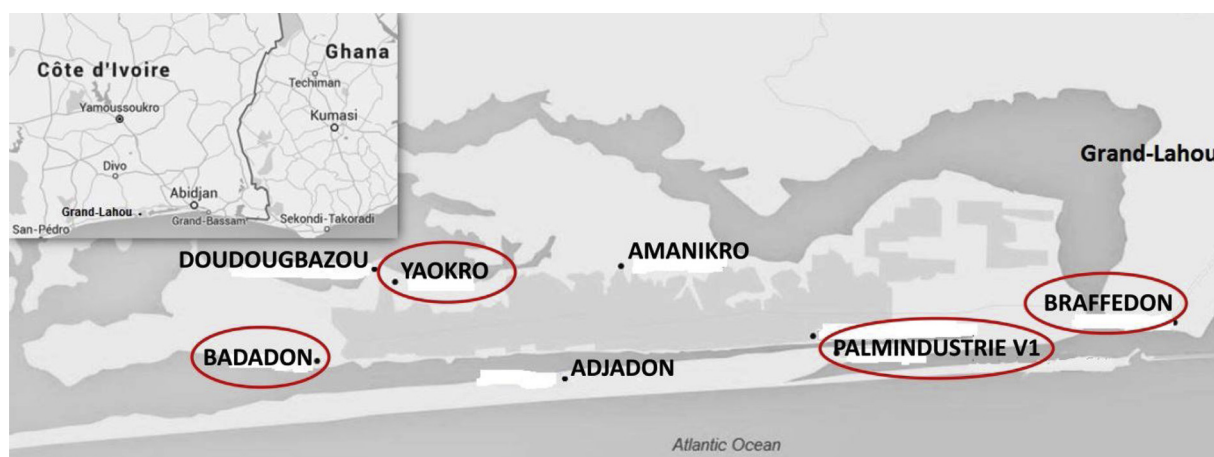 Ghana
Côte d'Ivoire
Techiman
Yamoussoukro
Kumasi
Divo
Abidjan
Grand-Lahou
Grand-Bassam
Sekondi-Takoradi
San-Pédro
Grand-Lahou
DOUDOUGBAZOU
YAOKRO
AMANIKRO
BRAFFEDON
BADADON
PALMINDUSTRIE V1
ADJADON
Atlantic Ocean